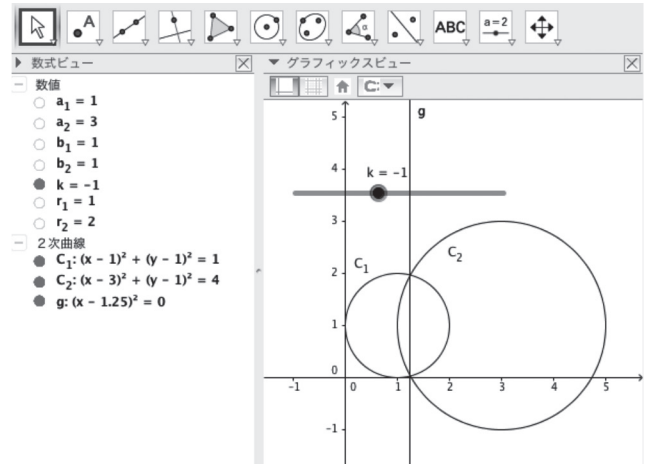 A
α
ABC
a=2
数式ビュー
数値
a₁ = 1
a₂ = 3
b₁ = 1
b₂ = 1
k = –1
r₁ = 1
r₂ = 2
2次曲線
C₁: (x – 1)² + (y – 1)² = 1
C₂: (x – 3)² + (y – 1)² = 4
g: (x – 1.25)² = 0
グラフィックスビュー
5
g
4
k = –1
3
C₁
C₂
2
1
0
-1
0
1
2
3
4
5
-1